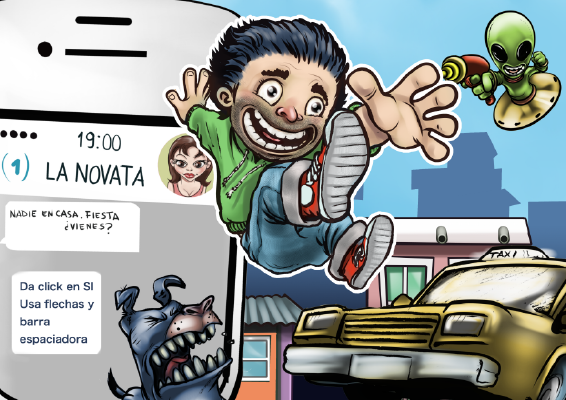 19:00
(1) LA NOVATA
NADIE EN CASA, FIESTA
¿VIENES?
Da click en SI
Usa flechas y
barra
espaciadora
TAXI